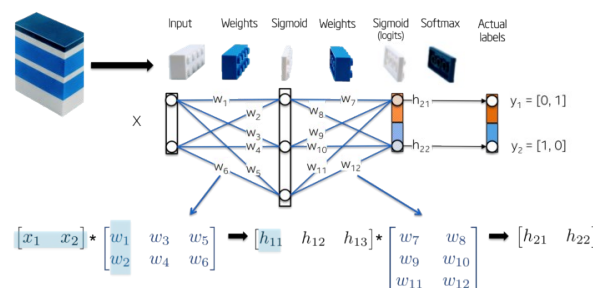 Input Weights Sigmoid Weights Sigmoid (logits) Softmax Actual labels
X
w1 w7 h21 y1 = [0, 1]
w2 w8
w3 w9
w4 w10 h22 y2 = [1, 0]
w5 w11
w6 w12
[x1 x2] * [w1 w3 w5 → [h11 h12 h13] * [w7 w8 → [h21 h22]
w2 w4 w6] w9 w10
w11 w12]